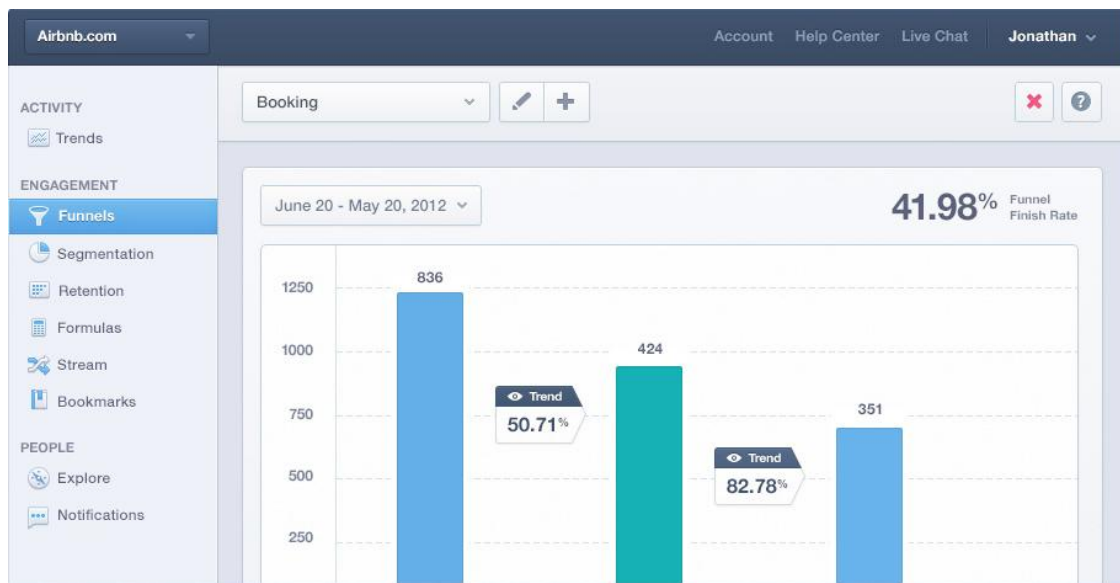 Airbnb.com
Account Help Center Live Chat Jonathan
ACTIVITY
Trends
ENGAGEMENT
Funnels
Segmentation
Retention
Formulas
Stream
Bookmarks
PEOPLE
Explore
Notifications
Booking
June 20 - May 20, 2012
41.98% Funnel
Finish Rate
1250
1000
750
500
250
836
Trend
50.71%
424
Trend
82.78%
351